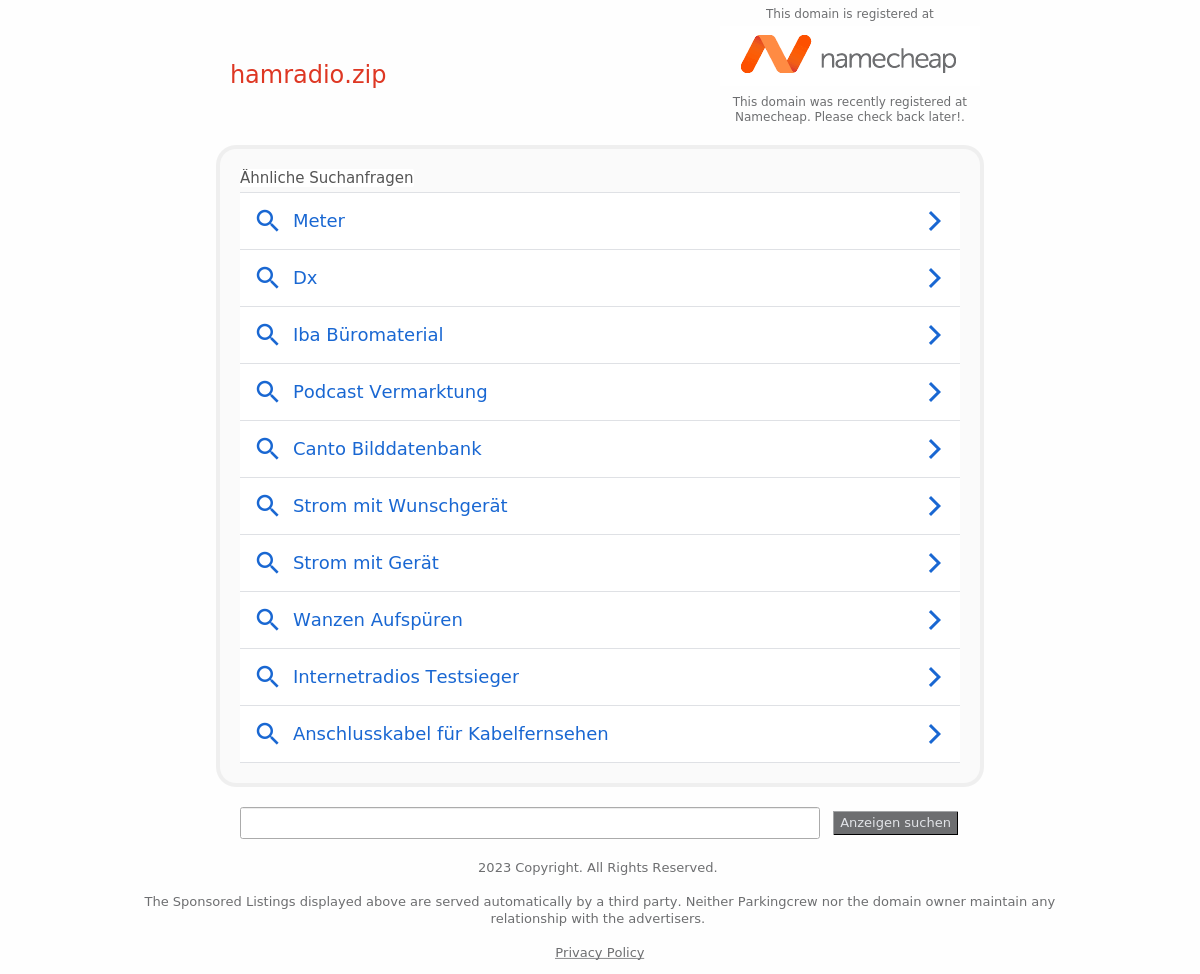 This domain is registered at
hamradio.zip
namecheap
This domain was recently registered at
Namecheap. Please check back later!.
Ähnliche Suchanfragen
Meter
Dx
Iba Büromaterial
Podcast Vermarktung
Canto Bilddatenbank
Strom mit Wunschgerät
Strom mit Gerät
Wanzen Aufspüren
Internetradios Testsieger
Anschlusskabel für Kabelfernsehen
Anzeigen suchen
2023 Copyright. All Rights Reserved.
The Sponsored Listings displayed above are served automatically by a third party. Neither Parkingcrew nor the domain owner maintain any
relationship with the advertisers.
Privacy Policy